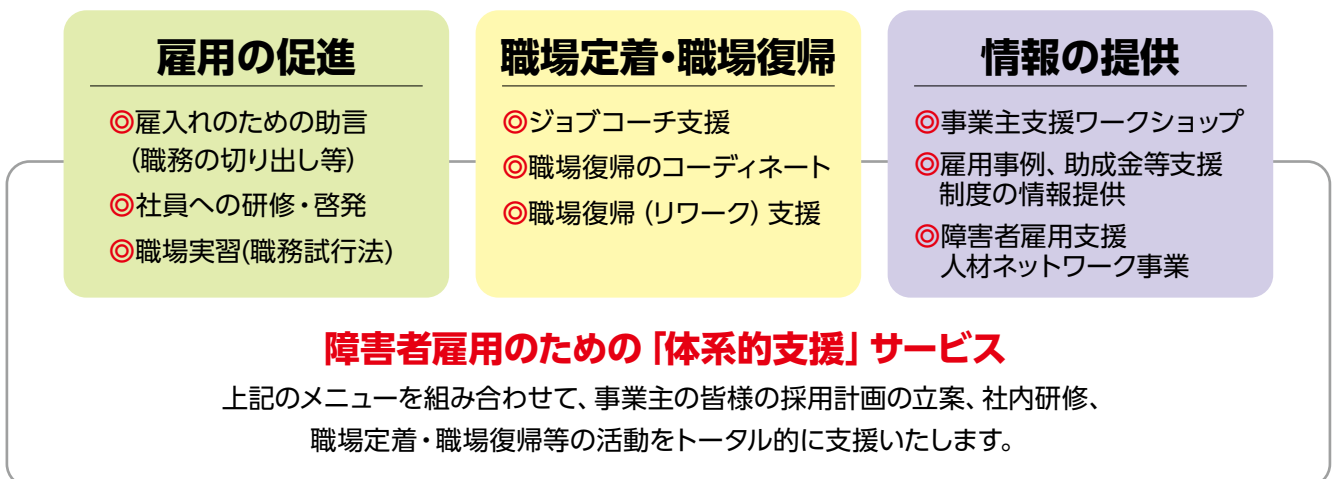 雇用の促進
◎雇入れのための助言
(職務の切り出し等)
◎社員への研修・啓発
◎職場実習(職務試行法)
職場定着・職場復帰
◎ジョブコーチ支援
◎職場復帰のコーディネート
◎職場復帰(リワーク)支援
情報の提供
◎事業主支援ワークショップ
◎雇用事例、助成金等支援
制度の情報提供
◎障害者雇用支援
人材ネットワーク事業
障害者雇用のための「体系的支援」サービス
上記のメニューを組み合わせて、事業主の皆様の採用計画の立案、社内研修、
職場定着・職場復帰等の活動をトータル的に支援いたします。